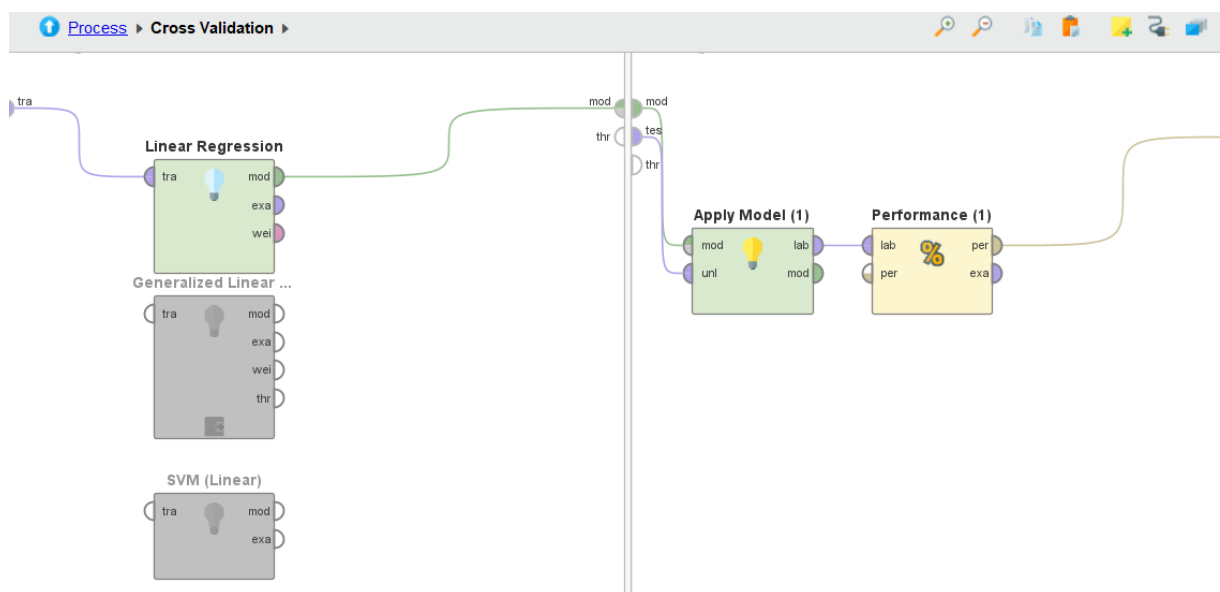 Process Cross Validation
tra
mod mod
thr tes
thr
Linear Regression
tra mod
exa
wei
Generalized Linear ...
tra mod
exa
wei
thr
SVM (Linear)
tra mod
exa
Apply Model (1)
mod lab
unl mod
Performance (1)
%
lab per
per exa